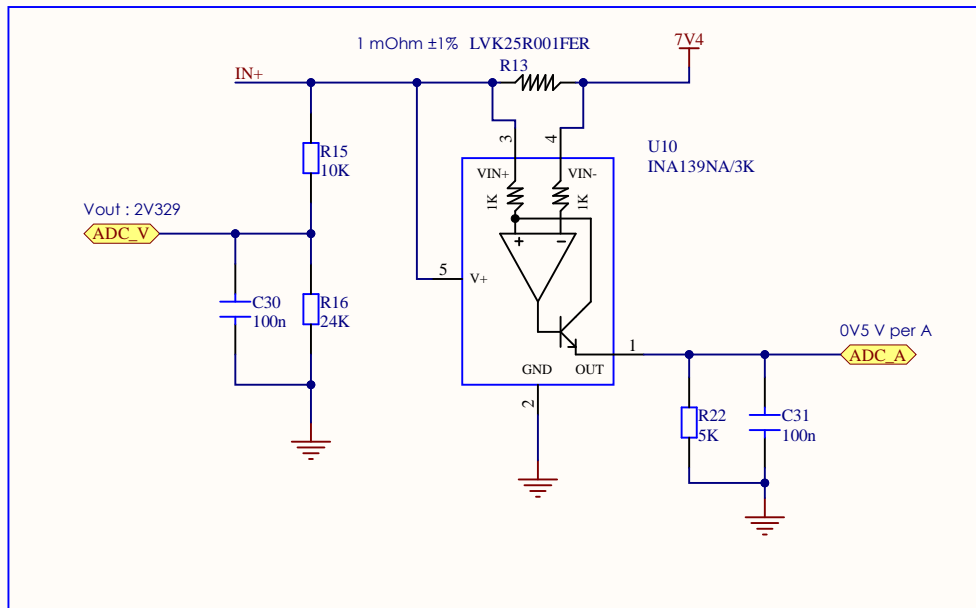 1 mOhm ±1% LVK25R001FER
7V4
R13
IN+
3
4
U10
INA139NA/3K
VIN+
VIN-
R15
10K
1K
1K
Vout : 2V329
ADC_V
+
-
5
V+
C30
100n
R16
24K
0V5 V per A
1
ADC_A
GND
OUT
2
R22
5K
C31
100n